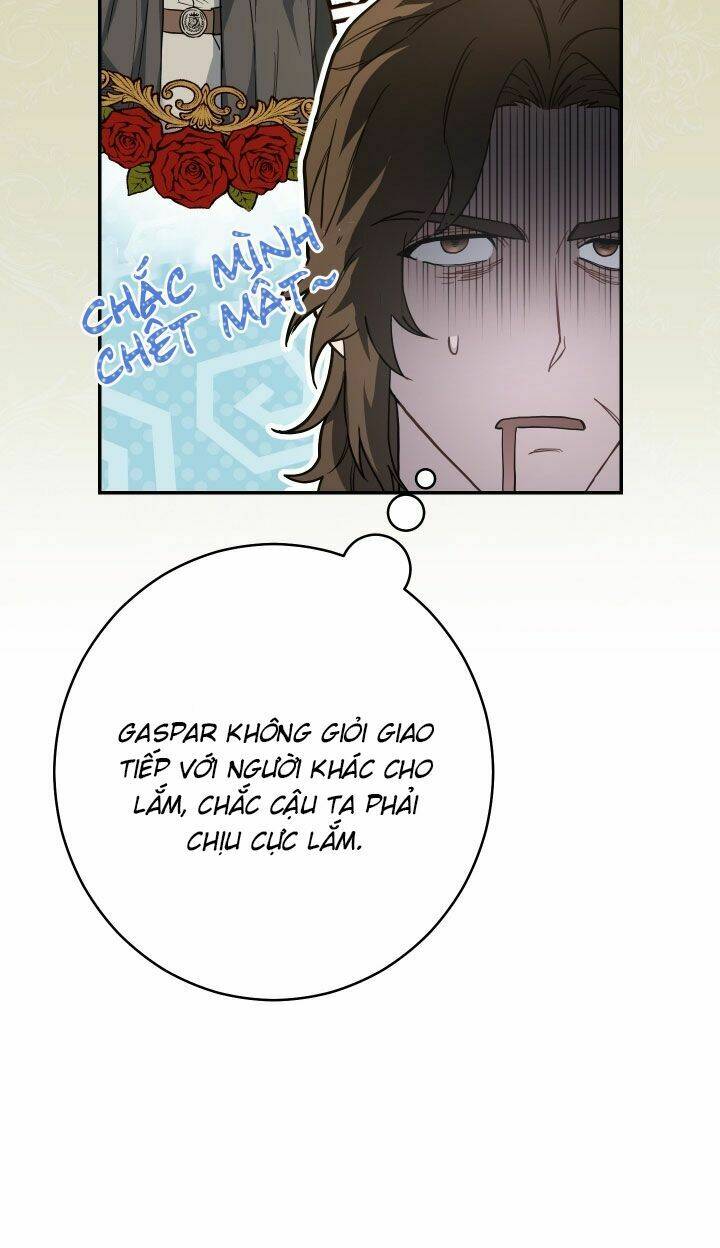 CHẮC MÌNH
CHẾT MẤT~
GASPAR KHÔNG GIỎI GIAO
TIẾP VỚI NGƯỜI KHÁC CHO
LẮM, CHẮC CẬU TA PHẢI
CHỊU CỰC LẮM.